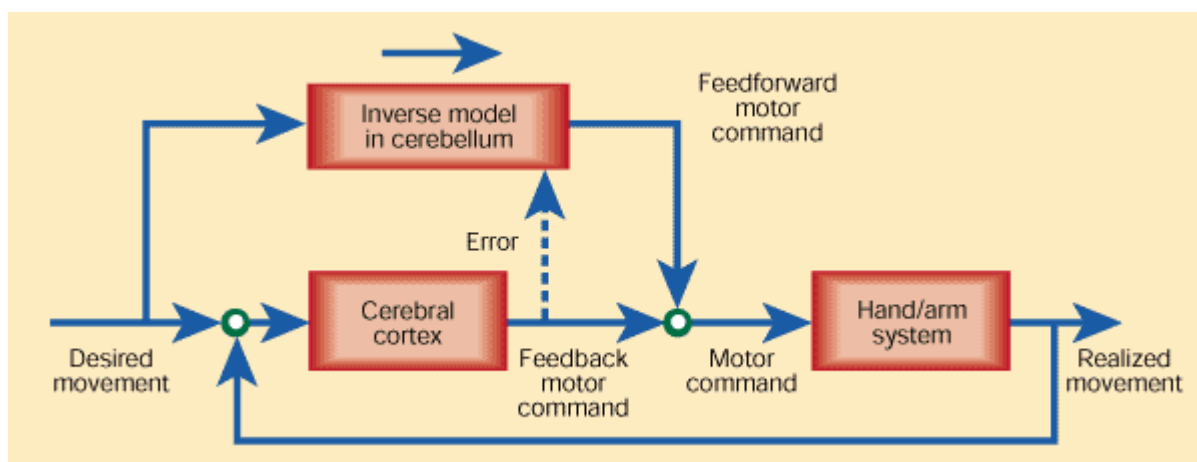 Inverse model
in cerebellum
Feedforward
motor
command
Error
Cerebral
cortex
Hand/arm
system
Desired
movement
Feedback
motor
command
Motor
command
Realized
movement